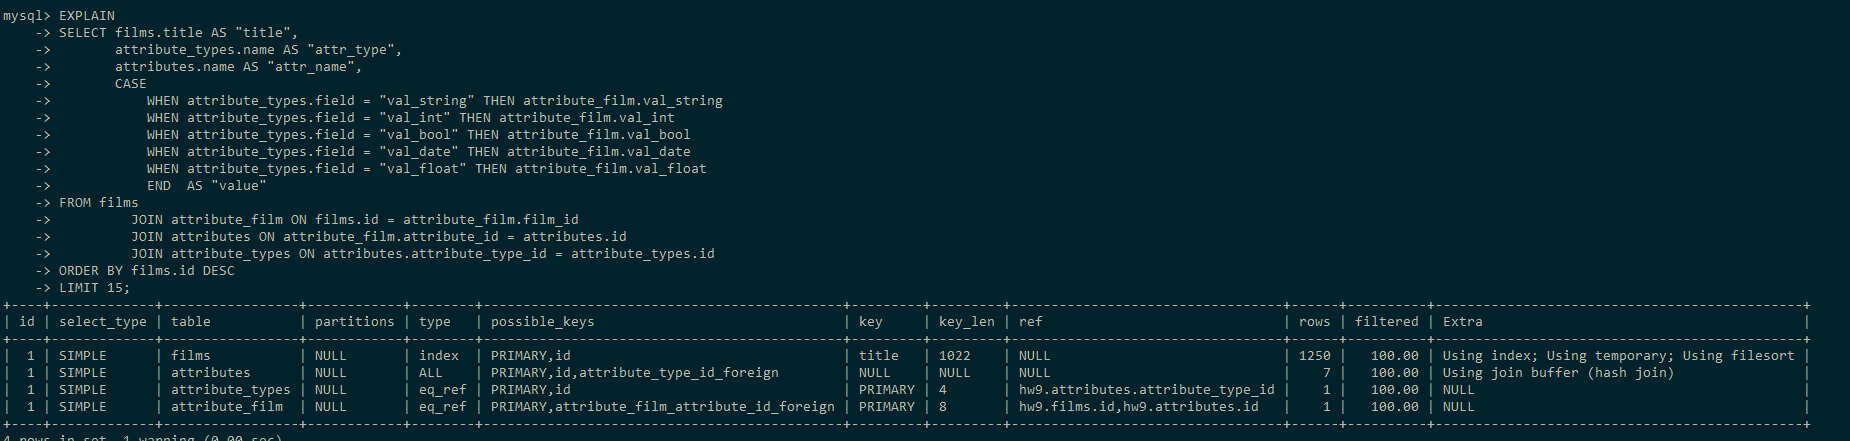 mysql> EXPLAIN
    -> SELECT films.title AS "title",
    ->        attribute_types.name AS "attr_type",
    ->        attributes.name AS "attr_name",
    ->        CASE
    ->            WHEN attribute_types.field = "val_string" THEN attribute_film.val_string
    ->            WHEN attribute_types.field = "val_int" THEN attribute_film.val_int
    ->            WHEN attribute_types.field = "val_bool" THEN attribute_film.val_bool
    ->            WHEN attribute_types.field = "val_date" THEN attribute_film.val_date
    ->            WHEN attribute_types.field = "val_float" THEN attribute_film.val_float
    ->            END  AS "value"
    -> FROM films
    ->          JOIN attribute_film ON films.id = attribute_film.film_id
    ->          JOIN attributes ON attribute_film.attribute_id = attributes.id
    ->          JOIN attribute_types ON attributes.attribute_type_id = attribute_types.id
    -> ORDER BY films.id DESC
    -> LIMIT 15;
+----+-------------+-----------------+------------+--------+---------------------------------------------+---------+---------+----------------------------------+------+----------+----------------------------------------------+
| id | select_type | table           | partitions | type   | possible_keys                               | key     | key_len | ref                              | rows | filtered | Extra                                        |
+----+-------------+-----------------+------------+--------+---------------------------------------------+---------+---------+----------------------------------+------+----------+----------------------------------------------+
|  1 | SIMPLE      | films           | NULL       | index  | PRIMARY,id                                  | title   | 1022    | NULL                             | 1250 |   100.00 | Using index; Using temporary; Using filesort |
|  1 | SIMPLE      | attributes      | NULL       | ALL    | PRIMARY,id,attribute_type_id_foreign        | NULL    | NULL    | NULL                             |    7 |   100.00 | Using join buffer (hash join)                |
|  1 | SIMPLE      | attribute_types | NULL       | eq_ref | PRIMARY,id                                  | PRIMARY | 4       | hw9.attributes.attribute_type_id |    1 |   100.00 | NULL                                         |
|  1 | SIMPLE      | attribute_film  | NULL       | eq_ref | PRIMARY,attribute_film_attribute_id_foreign | PRIMARY | 8       | hw9.films.id,hw9.attributes.id   |    1 |   100.00 | NULL                                         |
+----+-------------+-----------------+------------+--------+---------------------------------------------+---------+---------+----------------------------------+------+----------+----------------------------------------------+
4 rows in set, 1 warning (0.00 sec)